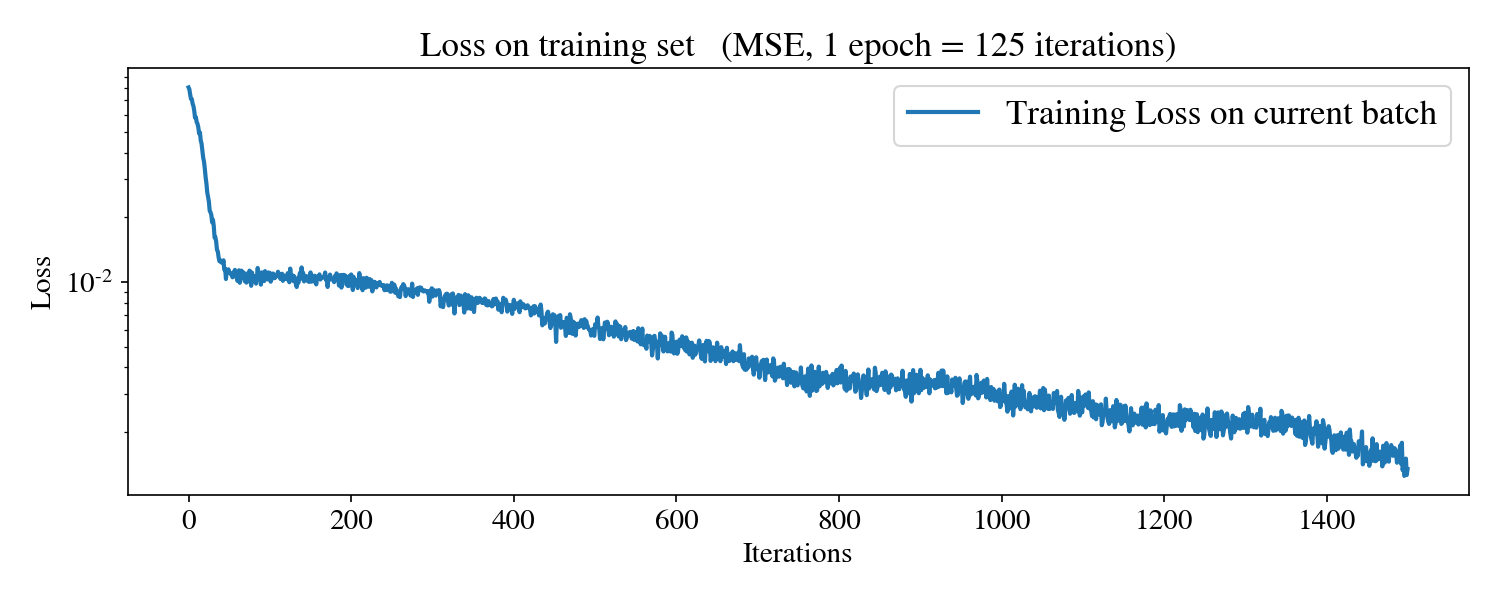 Loss on training set (MSE, 1 epoch = 125 iterations)
Training Loss on current batch
Loss
10⁻²
0 200 400 600 800 1000 1200 1400
Iterations